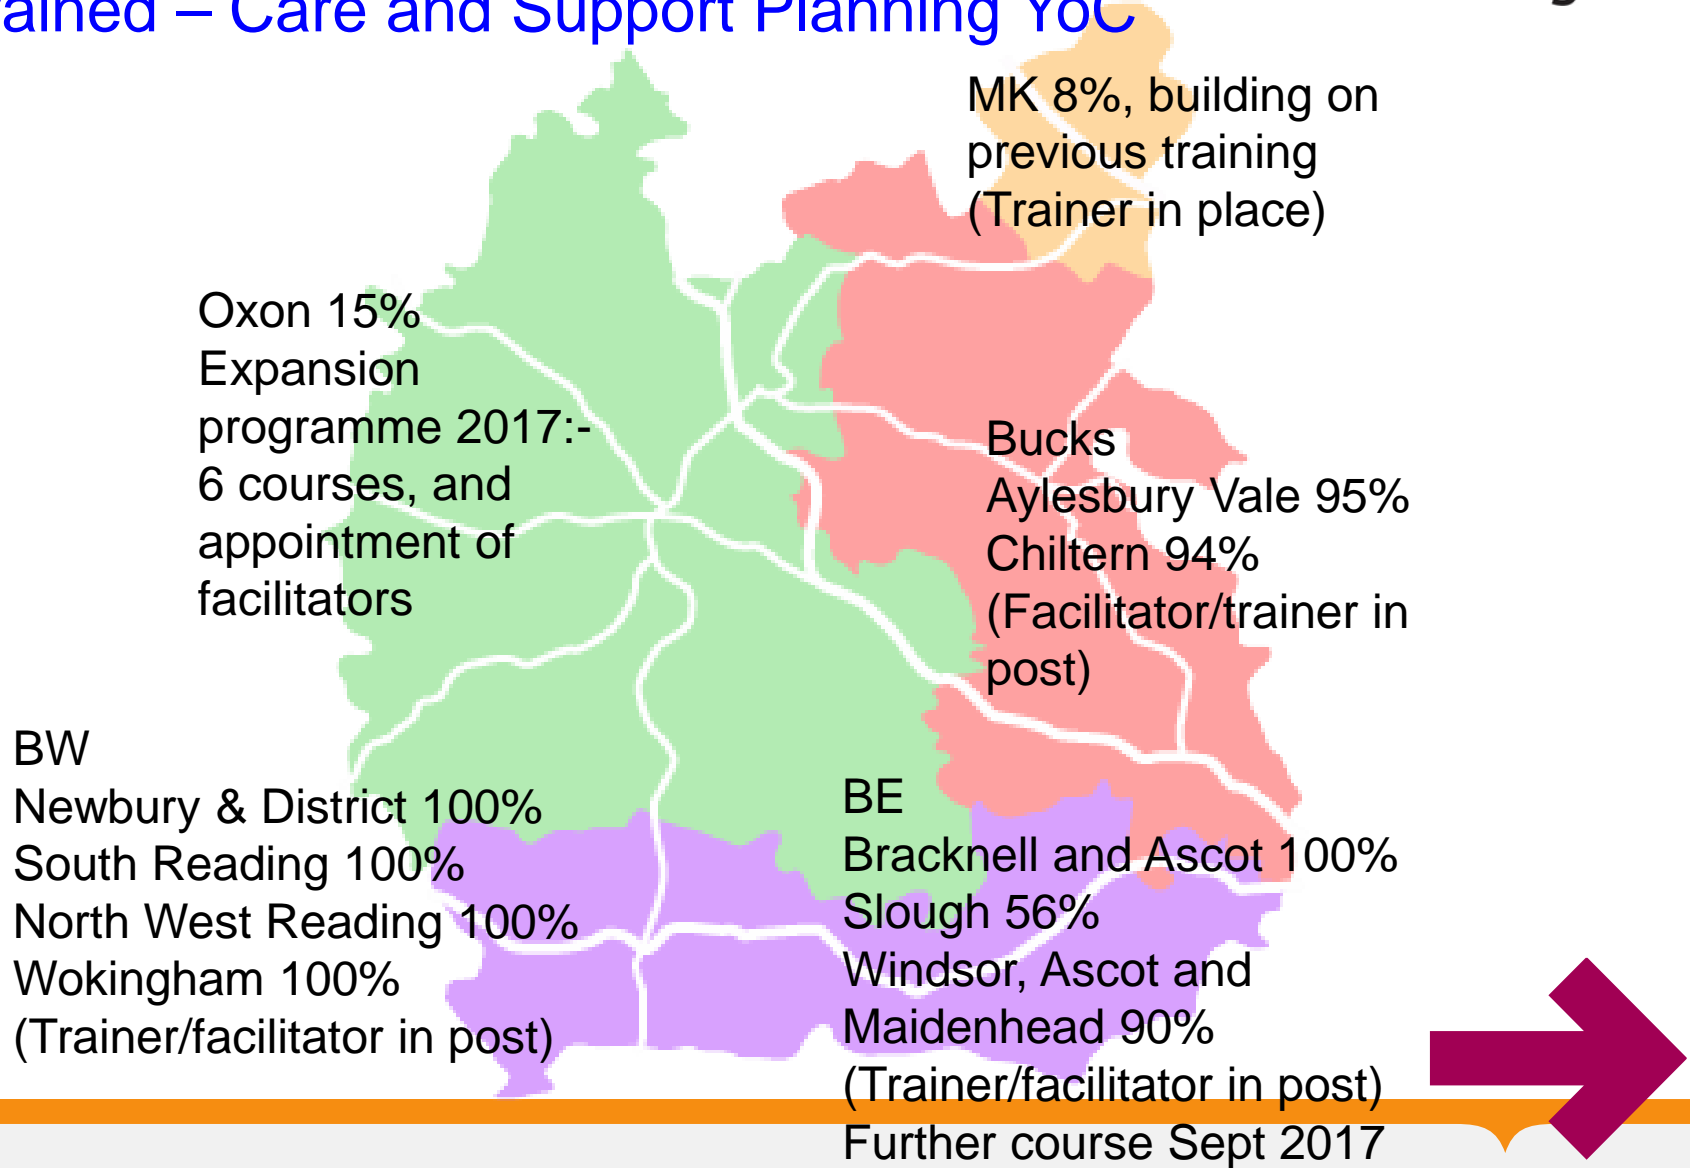 ained – Care and Support Planning YoC
MK 8%, building on
previous training
(Trainer in place)
Oxon 15%
Expansion
programme 2017:-
6 courses, and
appointment of
facilitators
Bucks
Aylesbury Vale 95%
Chiltern 94%
(Facilitator/trainer in
post)
BW
Newbury & District 100%
South Reading 100%
North West Reading 100%
Wokingham 100%
(Trainer/facilitator in post)
BE
Bracknell and Ascot 100%
Slough 56%
Windsor, Ascot and
Maidenhead 90%
(Trainer/facilitator in post)
Further course Sept 2017